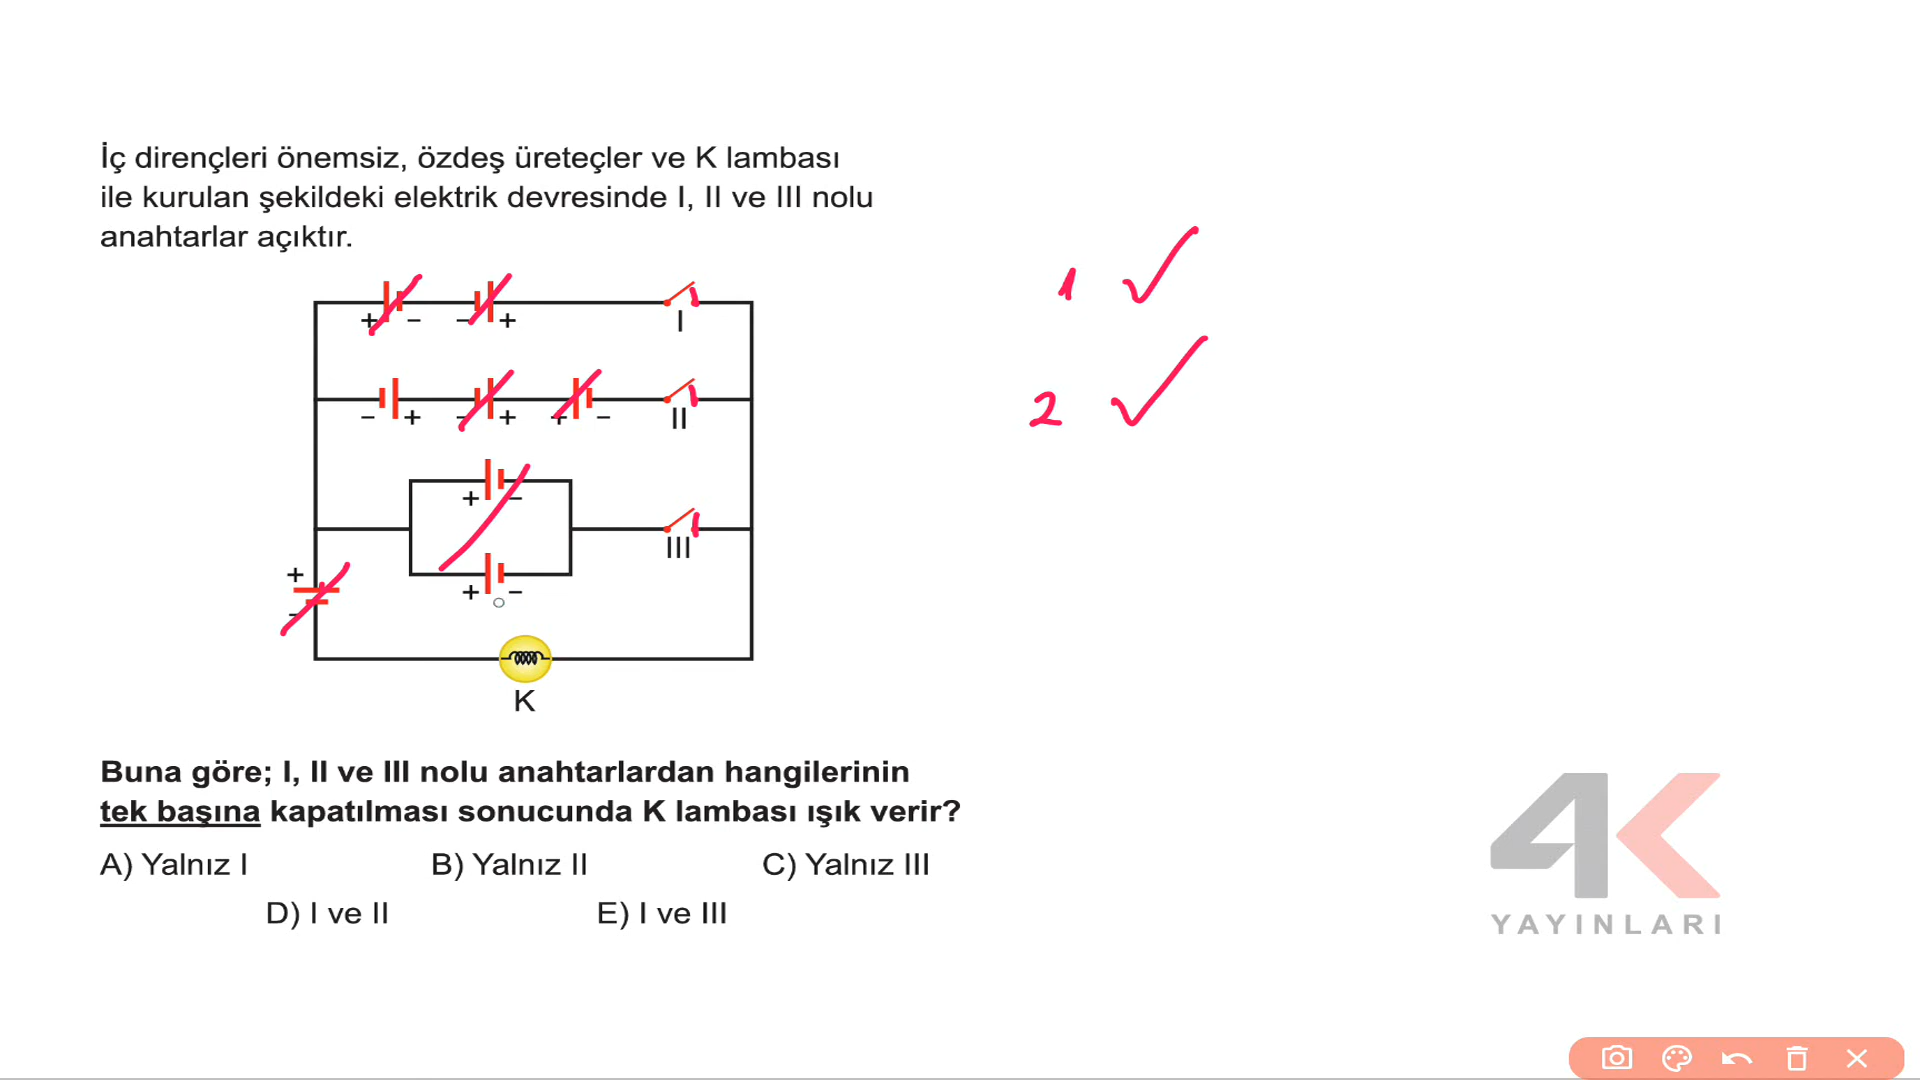 İç dirençleri önemsiz, özdeş üreteçler ve K lambası
ile kurulan şekildeki elektrik devresinde I, II ve III nolu
anahtarlar açıktır.
+ − − + I
− + − + + − II
+ −
III
+ −
+
−
K
1 ✓
2 ✓
Buna göre; I, II ve III nolu anahtarlardan hangilerinin
tek başına kapatılması sonucunda K lambası ışık verir?
A) Yalnız I B) Yalnız II C) Yalnız III
D) I ve II E) I ve III
4K
YAYINLARI